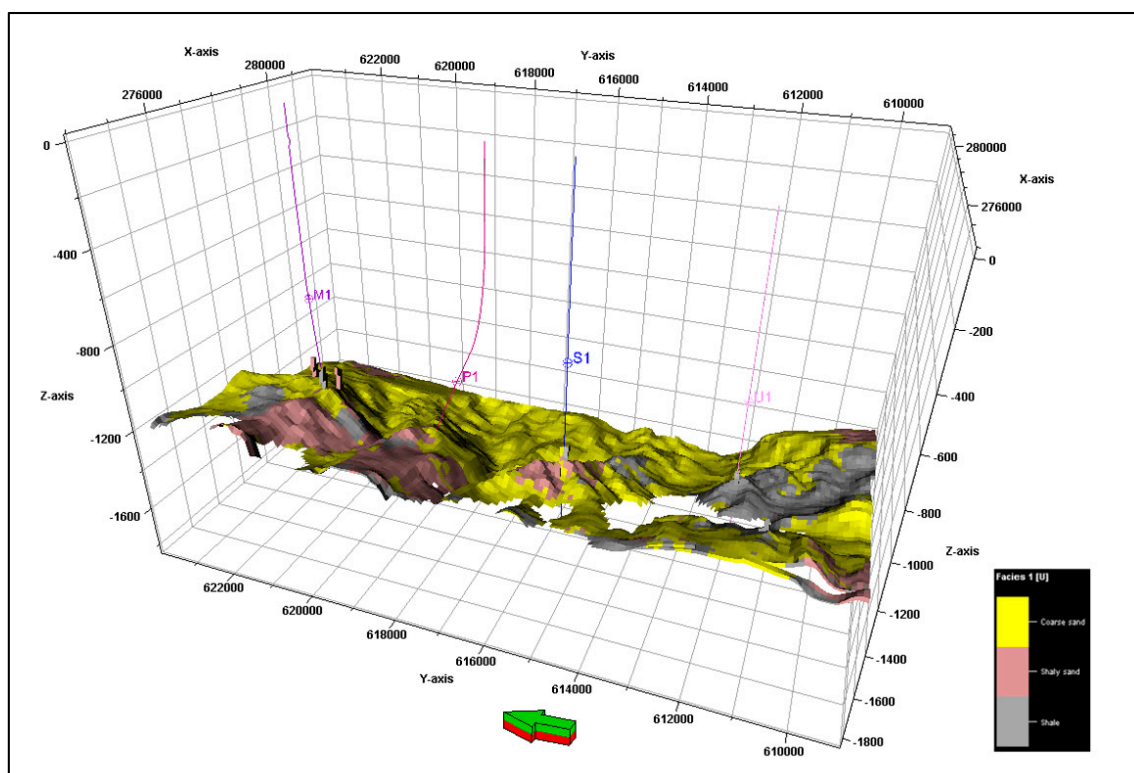 X-axis
Y-axis
276000
280000
622000
620000
618000
616000
614000
612000
610000
280000
X-axis
276000
0
0
-200
-400
-400
M1
S1
P1
U1
-600
-800
-800
Z-axis
Z-axis
-1000
-1200
-1200
-1400
-1600
-1600
-1800
622000
620000
618000
616000
614000
612000
610000
Y-axis
Facies 1 [U]
Coarse sand
Shaly sand
Shale